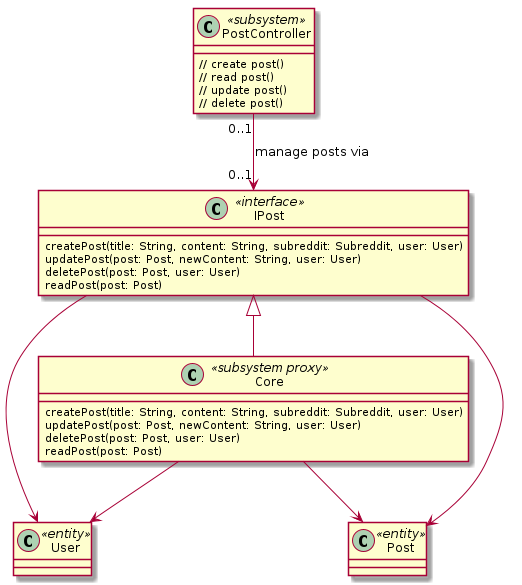 C «subsystem»
PostController
// create post()
// read post()
// update post()
// delete post()
0..1
manage posts via
0..1
C «interface»
IPost
createPost(title: String, content: String, subreddit: Subreddit, user: User)
updatePost(post: Post, newContent: String, user: User)
deletePost(post: Post, user: User)
readPost(post: Post)
C «subsystem proxy»
Core
createPost(title: String, content: String, subreddit: Subreddit, user: User)
updatePost(post: Post, newContent: String, user: User)
deletePost(post: Post, user: User)
readPost(post: Post)
C «entity»
User
C «entity»
Post